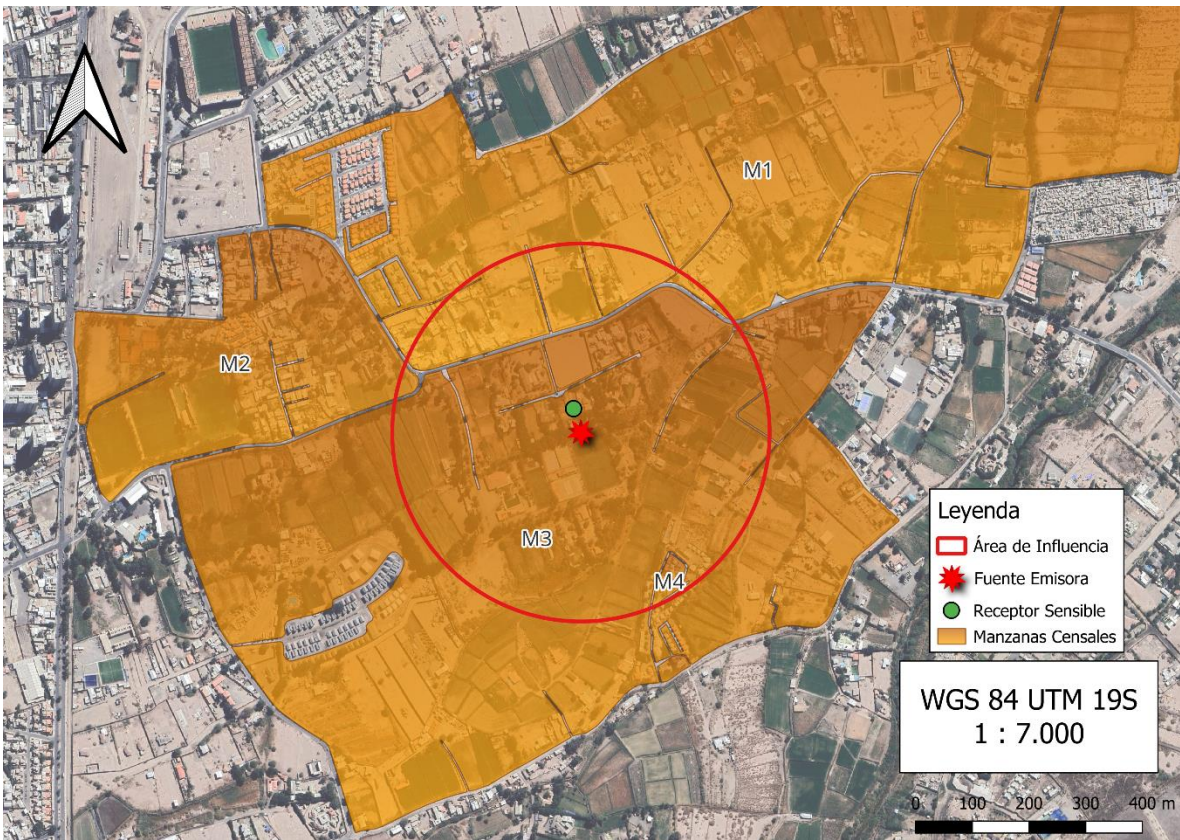 M1
M2
M3
M4
Leyenda
Área de Influencia
Fuente Emisora
Receptor Sensible
Manzanas Censales
WGS 84 UTM 19S
1 : 7.000
0 100 200 300 400 m